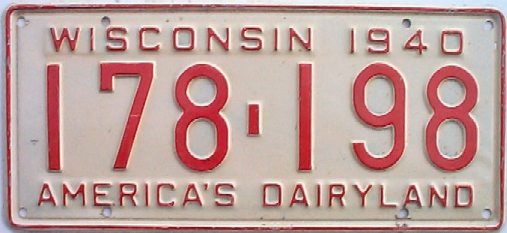 WISCONSIN 1940
178-198
AMERICA'S DAIRYLAND